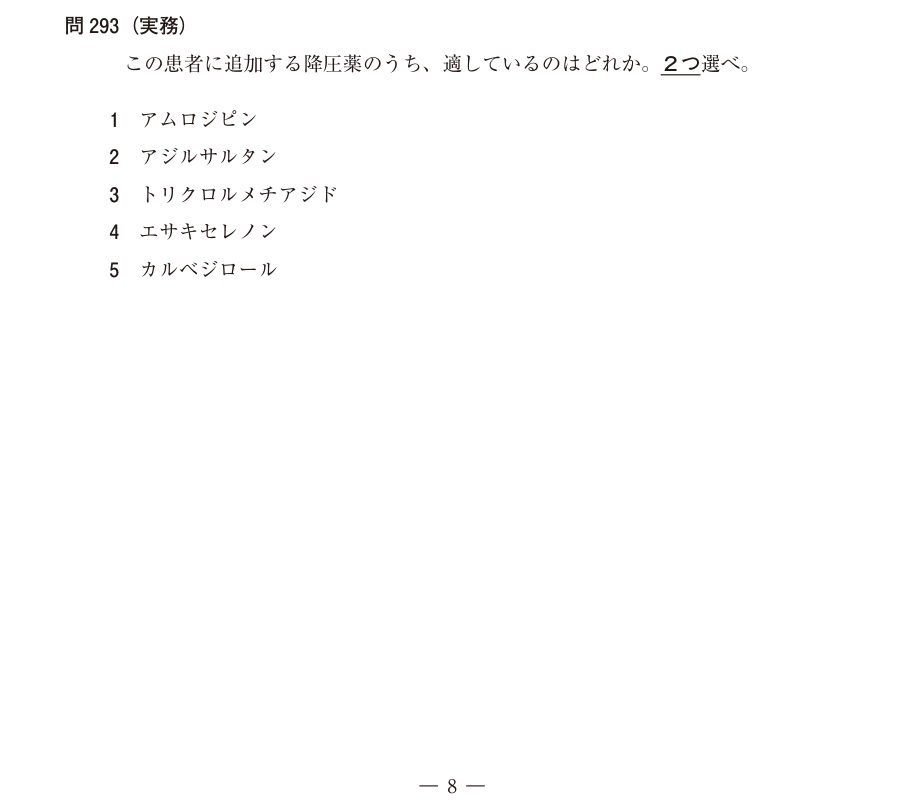 問 293（実務）
この患者に追加する降圧薬のうち、適しているのはどれか。２つ選べ。
1 アムロジピン
2 アジルサルタン
3 トリクロルメチアジド
4 エサキセレノン
5 カルベジロール
— 8 —